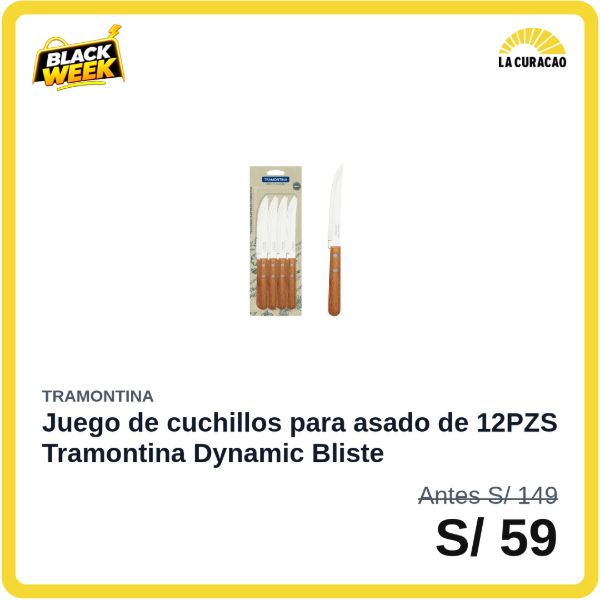 BLACK
WEEK
LA CURACAO
TRAMONTINA
TRAMONTINA
Juego de cuchillos para asado de 12PZS
Tramontina Dynamic Bliste
Antes S/ 149
S/ 59